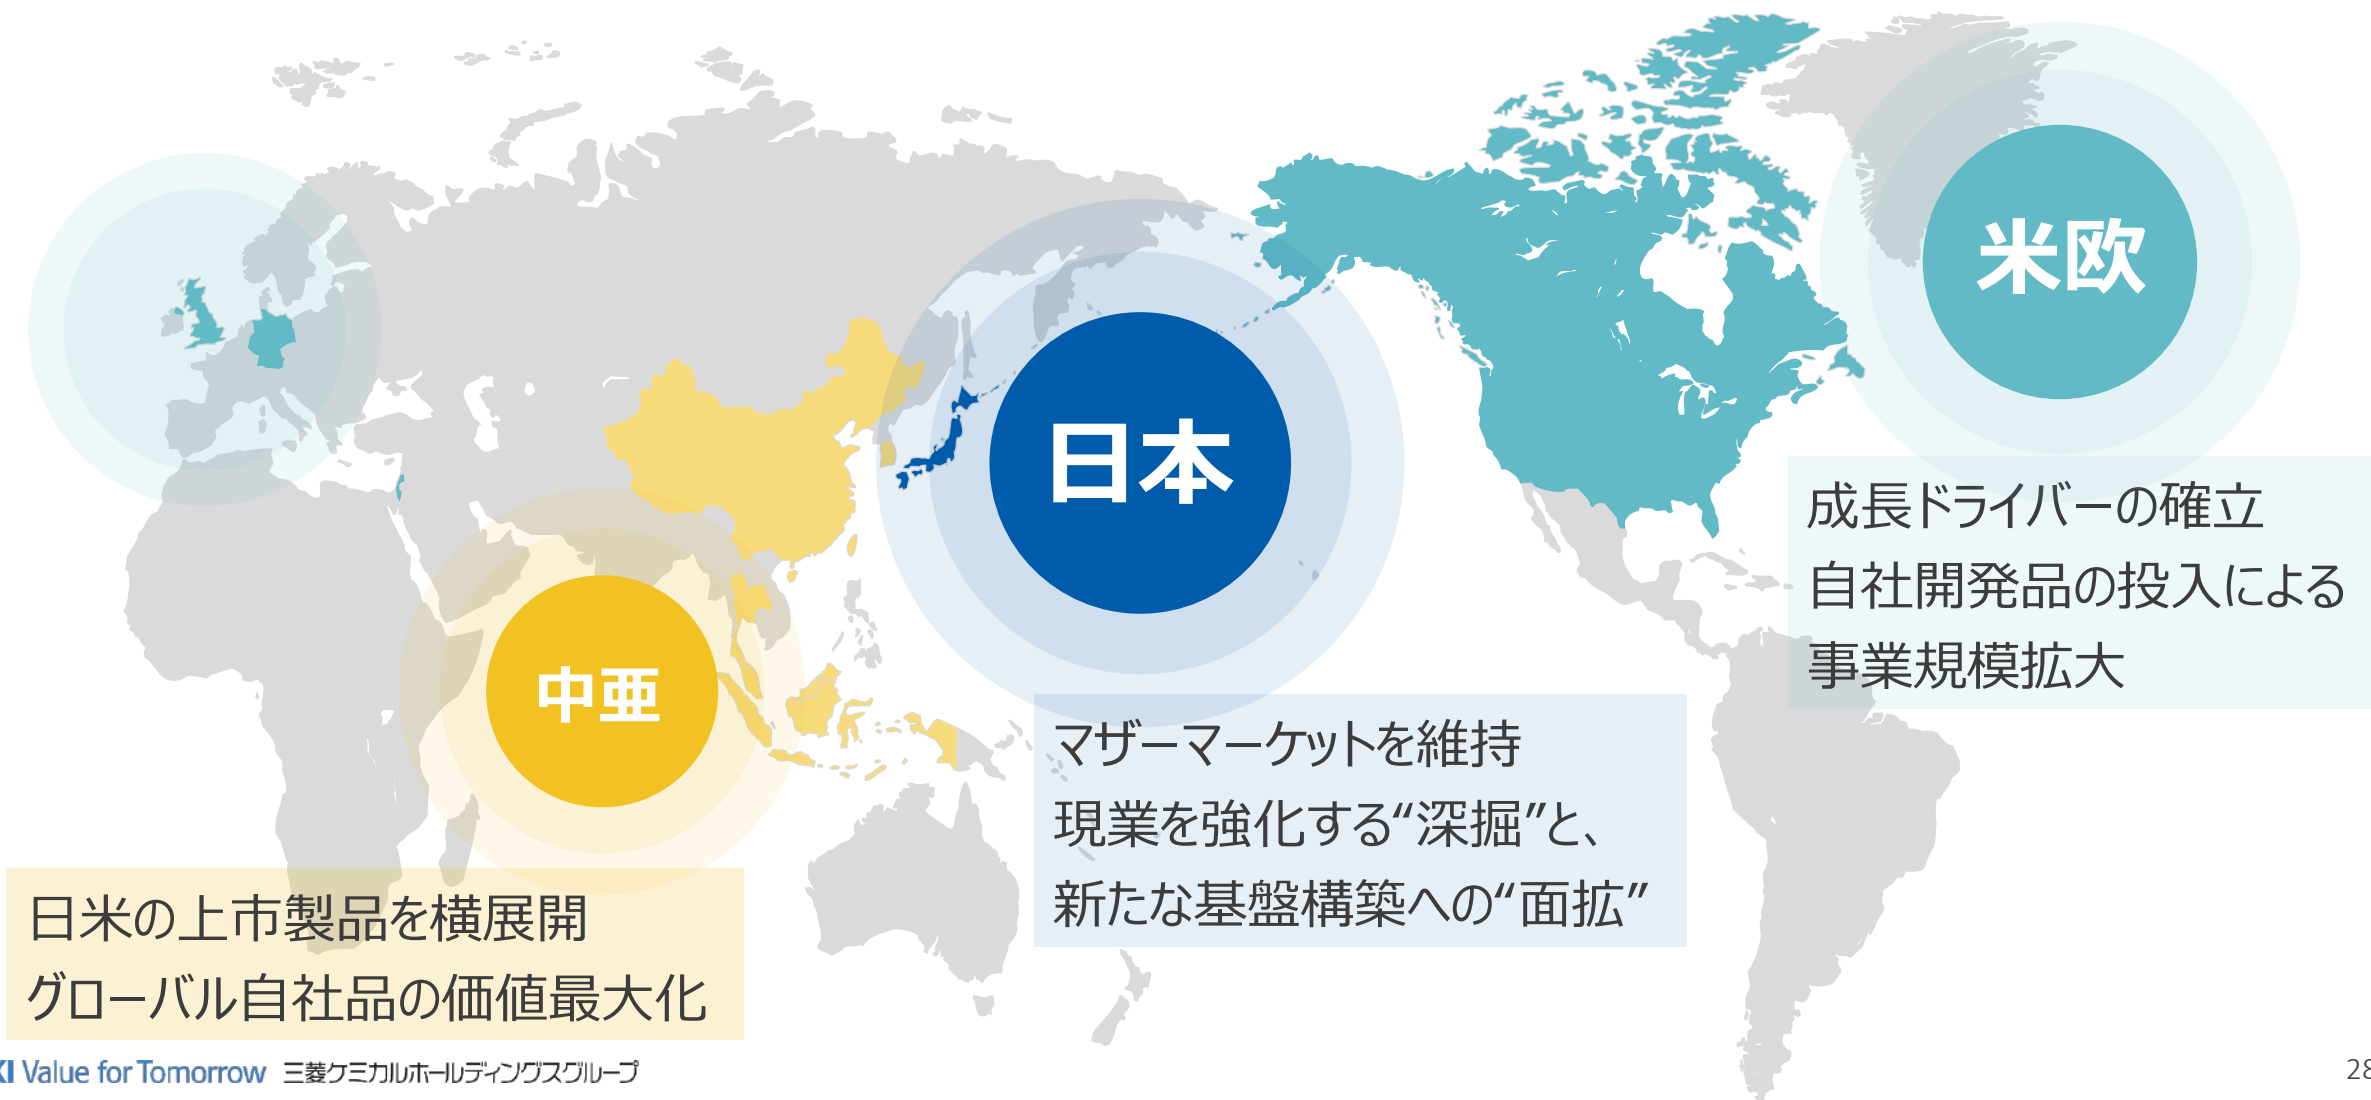 米欧
成長ドライバーの確立
自社開発品の投入による
事業規模拡大
日本
マザーマーケットを維持
現業を強化する“深掘”と、
新たな基盤構築への“面拡”
中亜
日米の上市製品を横展開
グローバル自社品の価値最大化
Value for Tomorrow 三菱ケミカルホールディングスグループ
28